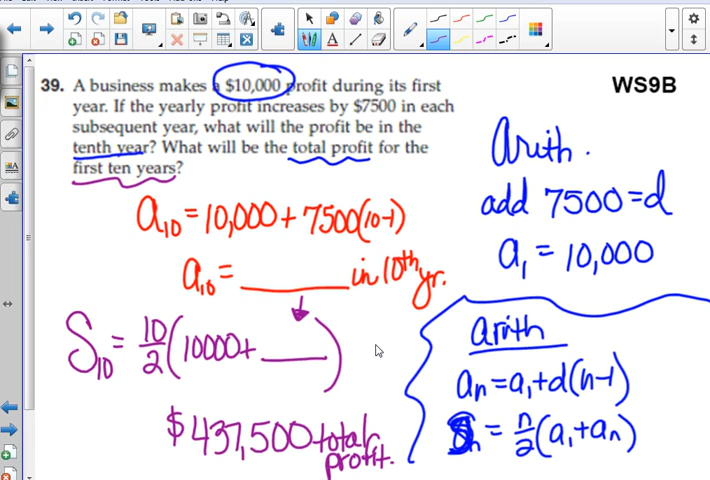 39. A business makes a $10,000 profit during its first
year. If the yearly profit increases by $7500 in each
subsequent year, what will the profit be in the
tenth year? What will be the total profit for the
first ten years?
WS9B
Arith.
add 7500 = d
a₁ = 10,000
a₁₀ = 10,000 + 7500(10-1)
a₁₀ = ______ in 10th yr.
S₁₀ = 10/2 (10000 + ______)
$437,500 total
profit.
arith
aₙ = a₁ + d(n-1)
Sₙ = n/2 (a₁ + aₙ)